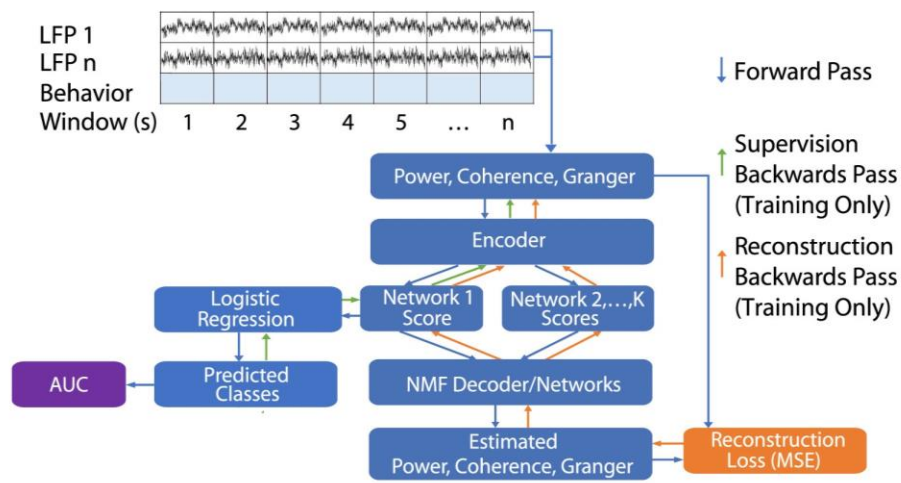 LFP 1
LFP n
Behavior
Window (s) 1 2 3 4 5 ... n
Forward Pass
Supervision
Backwards Pass
(Training Only)
Reconstruction
Backwards Pass
(Training Only)
Power, Coherence, Granger
Encoder
Logistic
Regression
Network 1
Score
Network 2,...,K
Scores
AUC
Predicted
Classes
NMF Decoder/Networks
Estimated
Power, Coherence, Granger
Reconstruction
Loss (MSE)